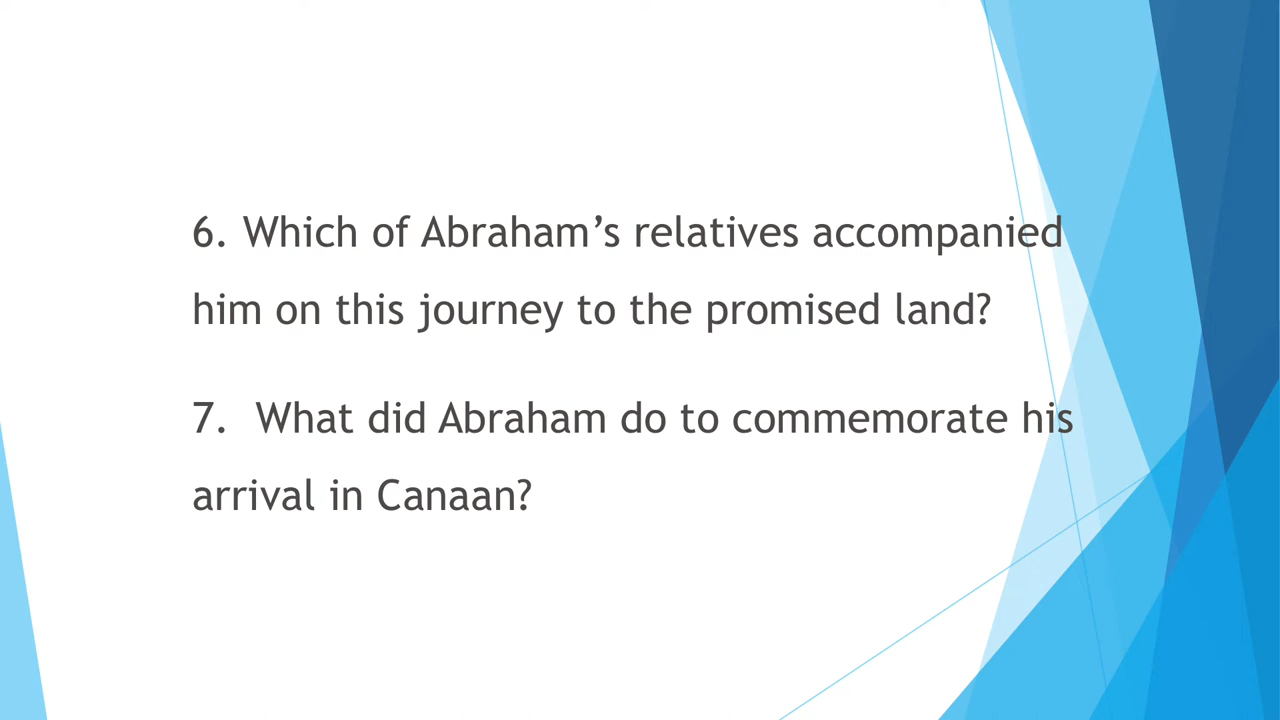 6. Which of Abraham’s relatives accompanied
him on this journey to the promised land?
7. What did Abraham do to commemorate his
arrival in Canaan?